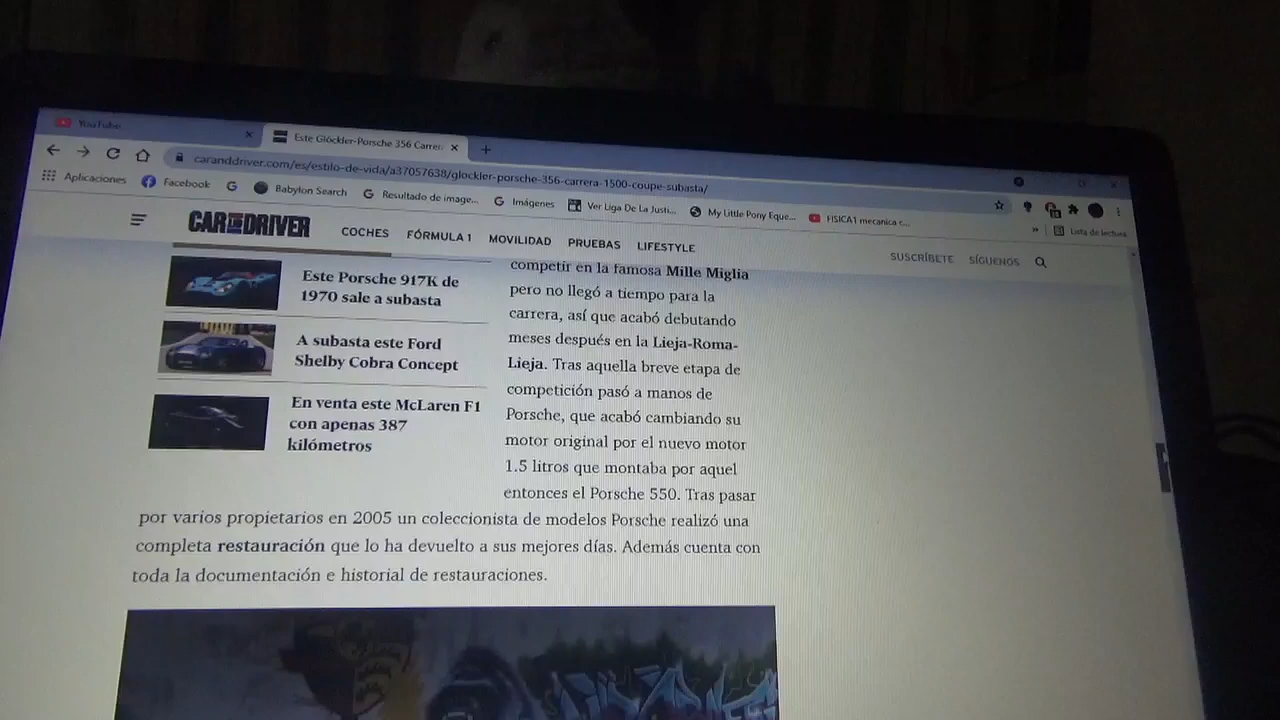 YouTube
Este Glöckler-Porsche 356 Carrer
caranddriver.com/es/estilo-de-vida/a37057638/glockler-porsche-356-carrera-1500-coupe-subasta/
Aplicaciones
Facebook
Babylon Search
Resultado de image...
Imágenes
Ver Liga De La Justi...
My Little Pony Eque...
FISICA1 mecanica c...
Lista de lectura
CAR AND DRIVER
COCHES
FÓRMULA 1
MOVILIDAD
PRUEBAS
LIFESTYLE
SUSCRÍBETE
SÍGUENOS
Este Porsche 917K de
1970 sale a subasta
A subasta este Ford
Shelby Cobra Concept
En venta este McLaren F1
con apenas 387
kilómetros
competir en la famosa Mille Miglia
pero no llegó a tiempo para la
carrera, así que acabó debutando
meses después en la Lieja-Roma-
Lieja. Tras aquella breve etapa de
competición pasó a manos de
Porsche, que acabó cambiando su
motor original por el nuevo motor
1.5 litros que montaba por aquel
entonces el Porsche 550. Tras pasar
por varios propietarios en 2005 un coleccionista de modelos Porsche realizó una
completa restauración que lo ha devuelto a sus mejores días. Además cuenta con
toda la documentación e historial de restauraciones.